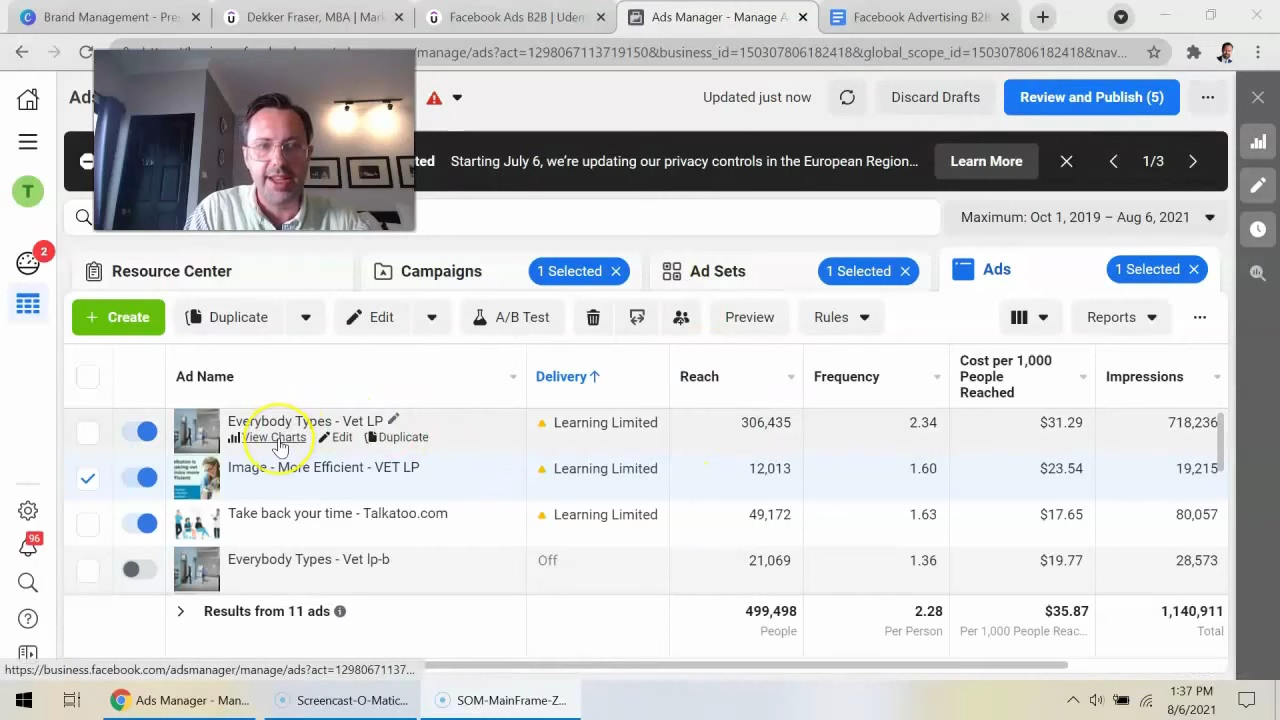 Brand Management - Pres
Dekker Fraser, MBA | Mark
Facebook Ads B2B | Uden
Ads Manager - Manage A
Facebook Advertising B2B
manage/ads?act=1298067113719150&business_id=150307806182418&global_scope_id=150307806182418&nav...
Ads
Updated just now
Discard Drafts
Review and Publish (5)
ted
Starting July 6, we're updating our privacy controls in the European Region...
Learn More
1/3
T
Maximum: Oct 1, 2019 – Aug 6, 2021
2
Resource Center
Campaigns
1 Selected
Ad Sets
1 Selected
Ads
1 Selected
+ Create
Duplicate
Edit
A/B Test
Preview
Rules
Reports
Ad Name
Delivery
Reach
Frequency
Cost per 1,000 People Reached
Impressions
Everybody Types - Vet LP
View Charts Edit Duplicate
Learning Limited
306,435
2.34
$31.29
718,236
Image - More Efficient - VET LP
Learning Limited
12,013
1.60
$23.54
19,215
Take back your time - Talkatoo.com
Learning Limited
49,172
1.63
$17.65
80,057
Everybody Types - Vet lp-b
Off
21,069
1.36
$19.77
28,573
Results from 11 ads
499,498
2.28
$35.87
1,140,911
People
Per Person
Per 1,000 People Reac...
Total
96
https://business.facebook.com/adsmanager/manage/ads?act=12980671137...
Ads Manager - Man...
Screencast-O-Matic...
SOM-MainFrame-Z...
1:37 PM
8/6/2021